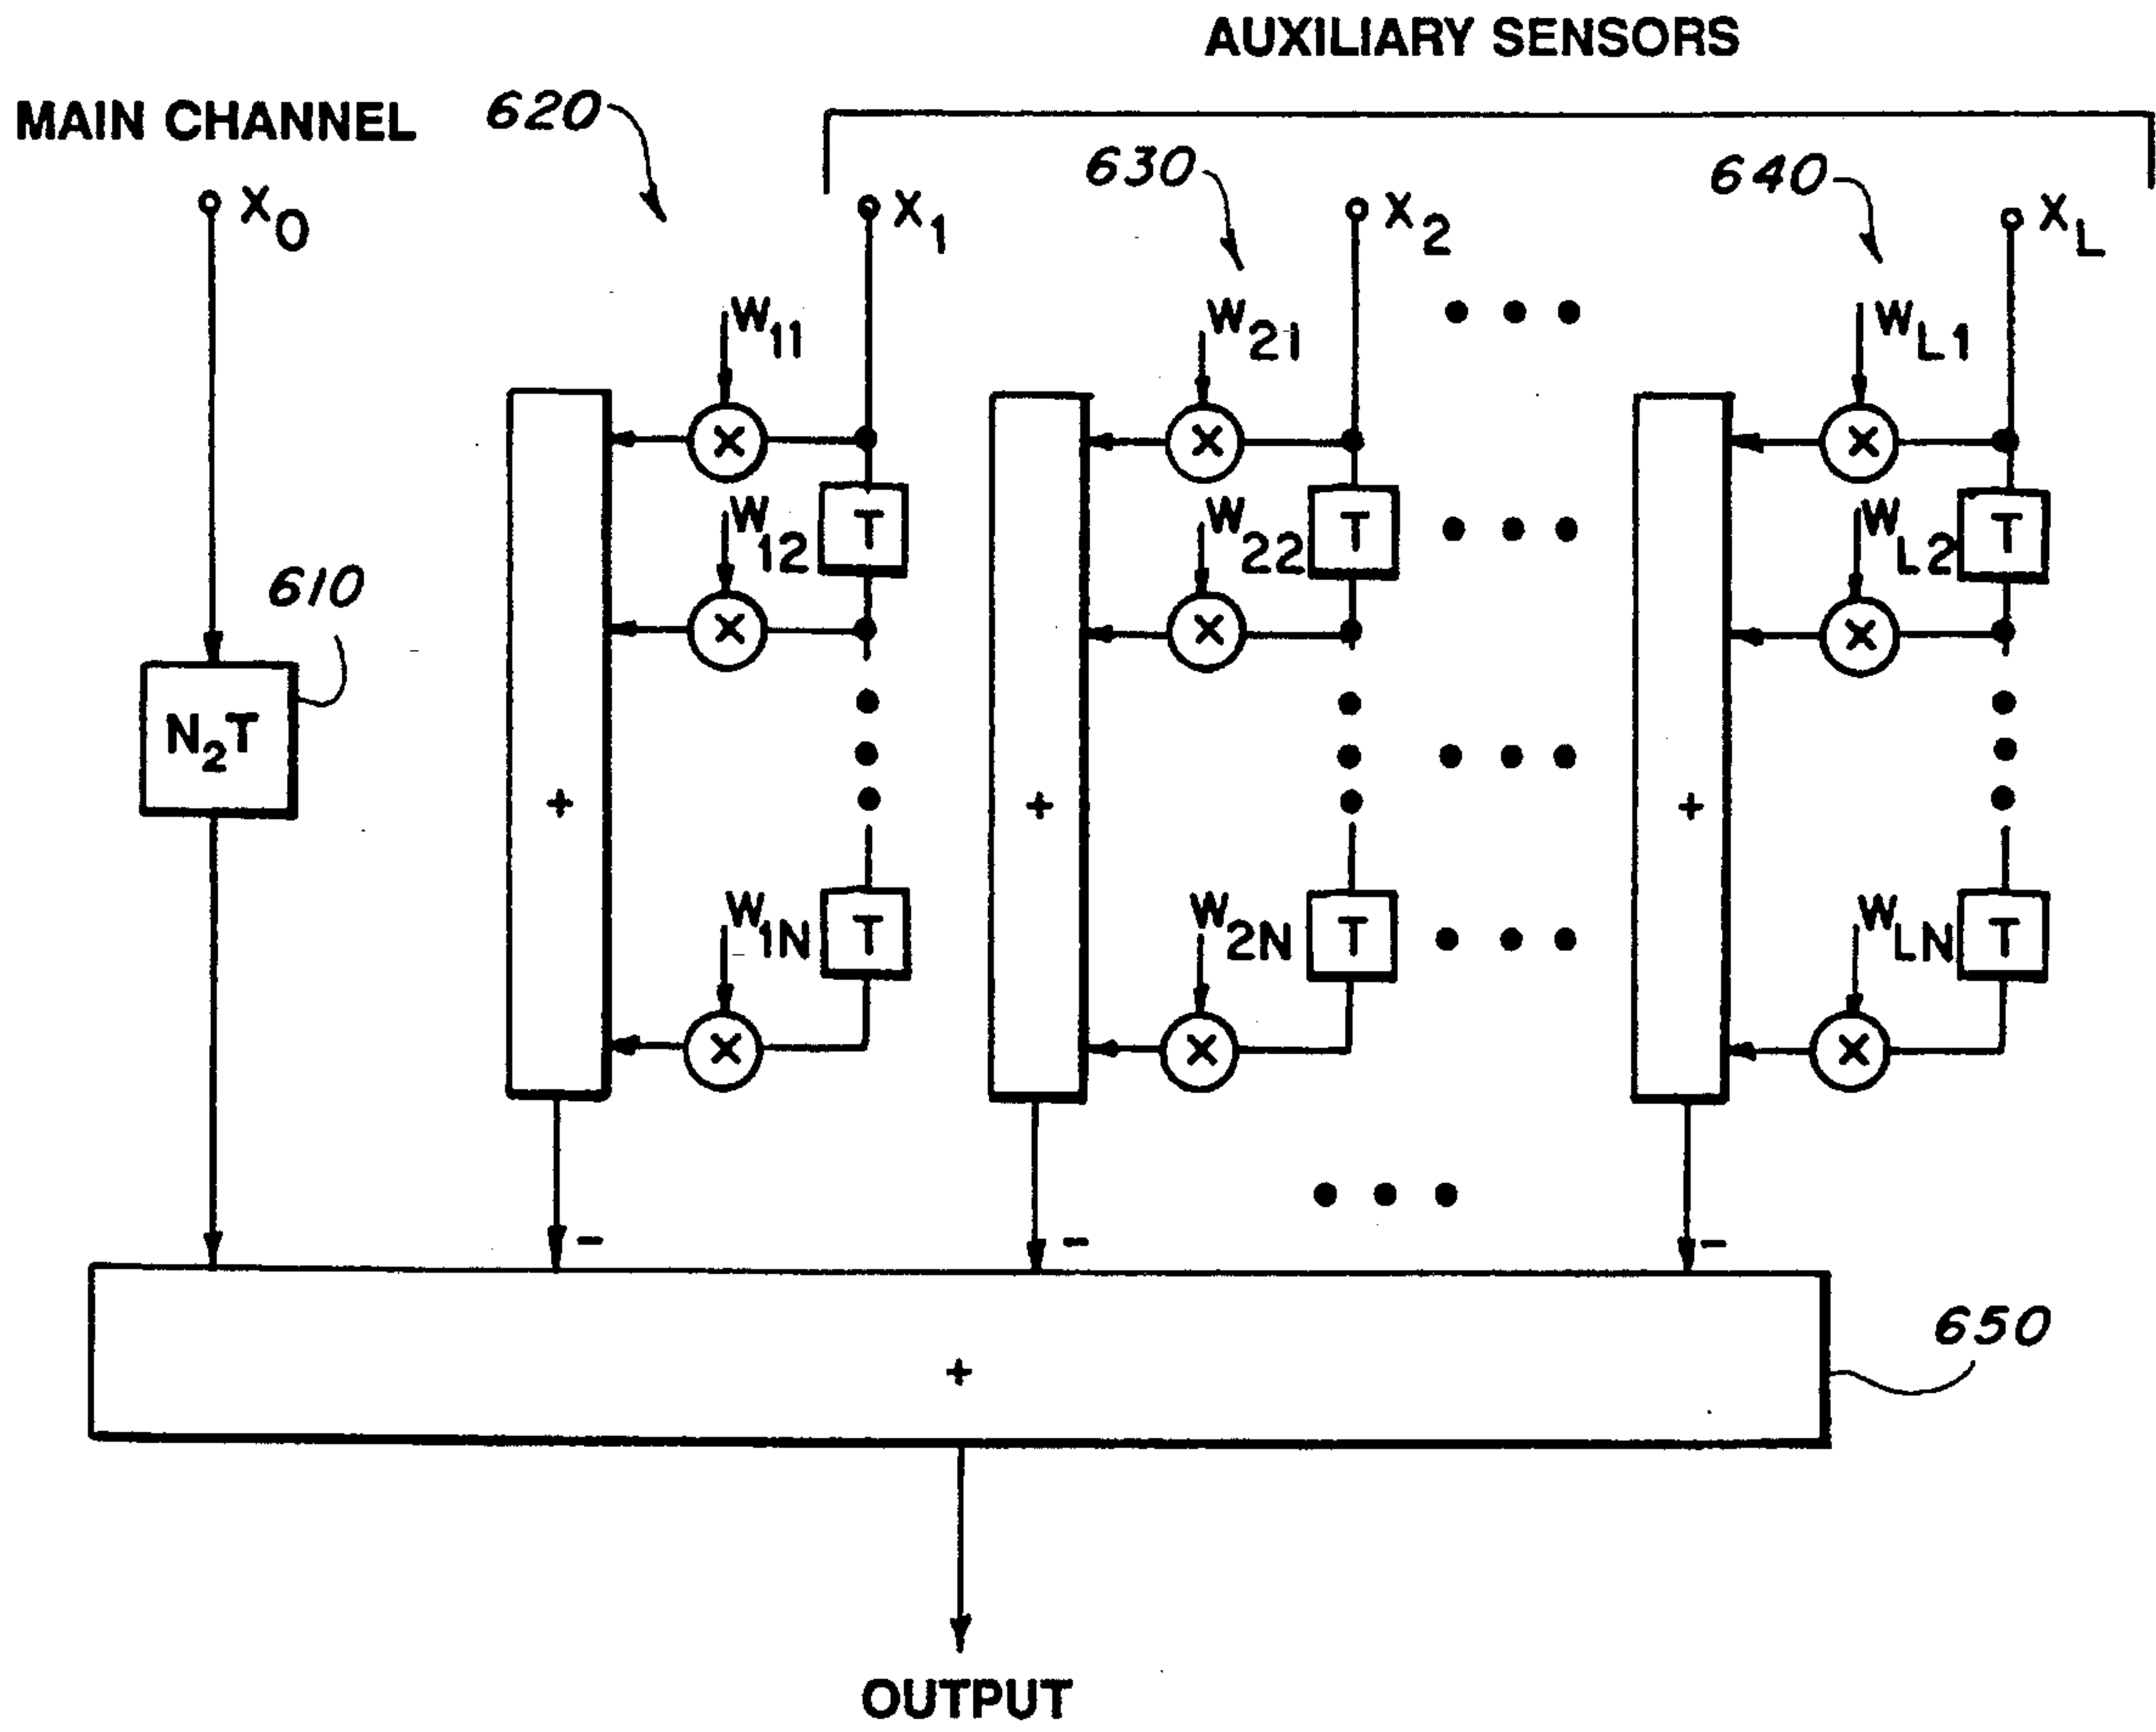 AUXILIARY SENSORS
MAIN CHANNEL
620
630
640
X0
X1
X2
XL
W11
W21
WL1
× × ×
W12
T
W22
T
WL2
T
610
× × ×
N2T
+ + +
W1N
T
W2N
T
WLN
T
× × ×
- - -
650
+
OUTPUT